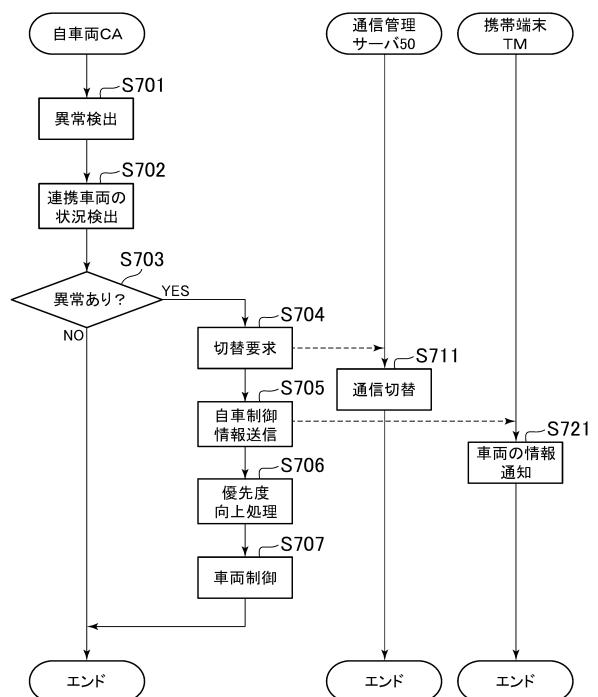 自車両CA
通信管理
サーバ50
携帯端末
TM
S701
異常検出
S702
連携車両の
状況検出
S703
異常あり?
YES
NO
S704
切替要求
S711
通信切替
S705
自車制御
情報送信
S721
車両の情報
通知
S706
優先度
向上処理
S707
車両制御
エンド
エンド
エンド